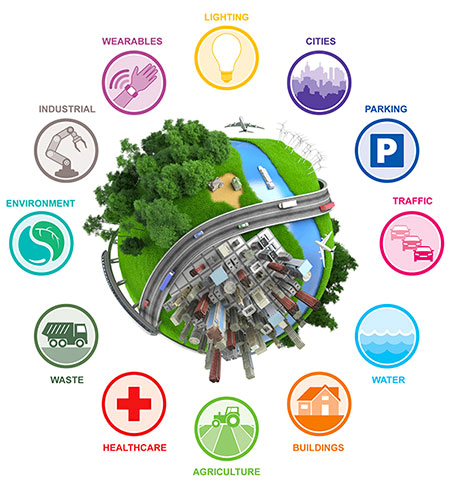 LIGHTING
WEARABLES
CITIES
INDUSTRIAL
PARKING
P
ENVIRONMENT
TRAFFIC
WASTE
WATER
HEALTHCARE
BUILDINGS
AGRICULTURE